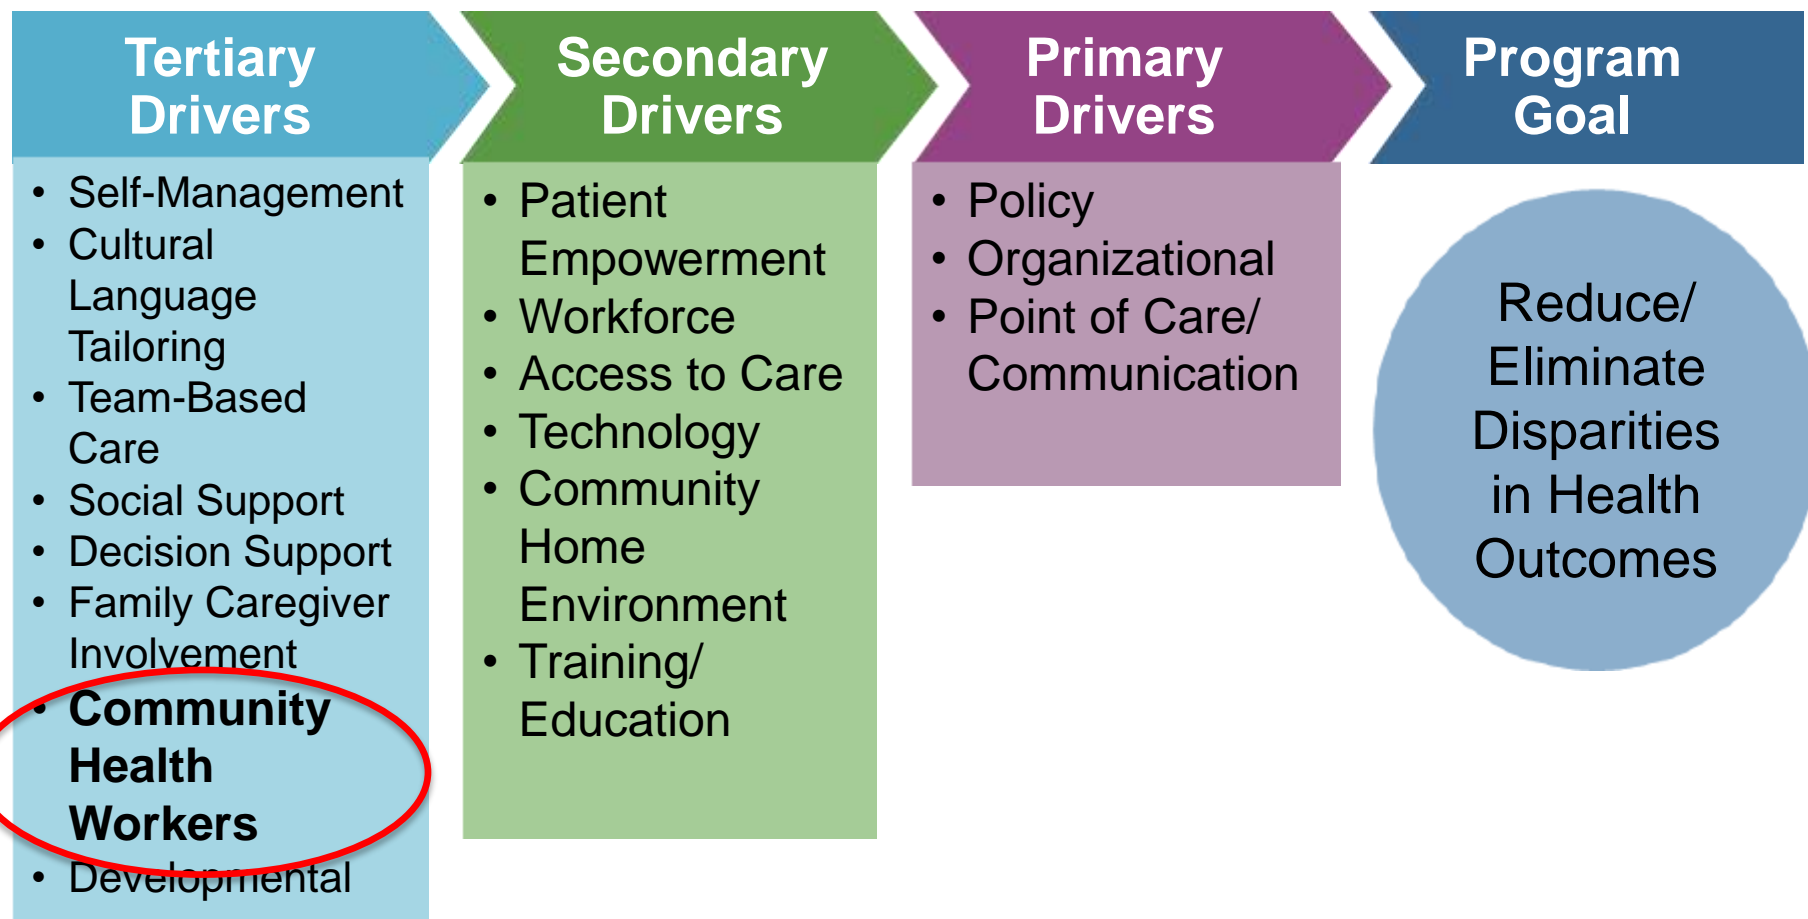 Tertiary
Drivers
• Self-Management
• Cultural
Language
Tailoring
• Team-Based
Care
• Social Support
• Decision Support
• Family Caregiver
Involvement
• Community
Health
Workers
• Developmental
Secondary
Drivers
• Patient
Empowerment
• Workforce
• Access to Care
• Technology
• Community
Home
Environment
• Training/
Education
Primary
Drivers
• Policy
• Organizational
• Point of Care/
Communication
Program
Goal
Reduce/
Eliminate
Disparities
in Health
Outcomes